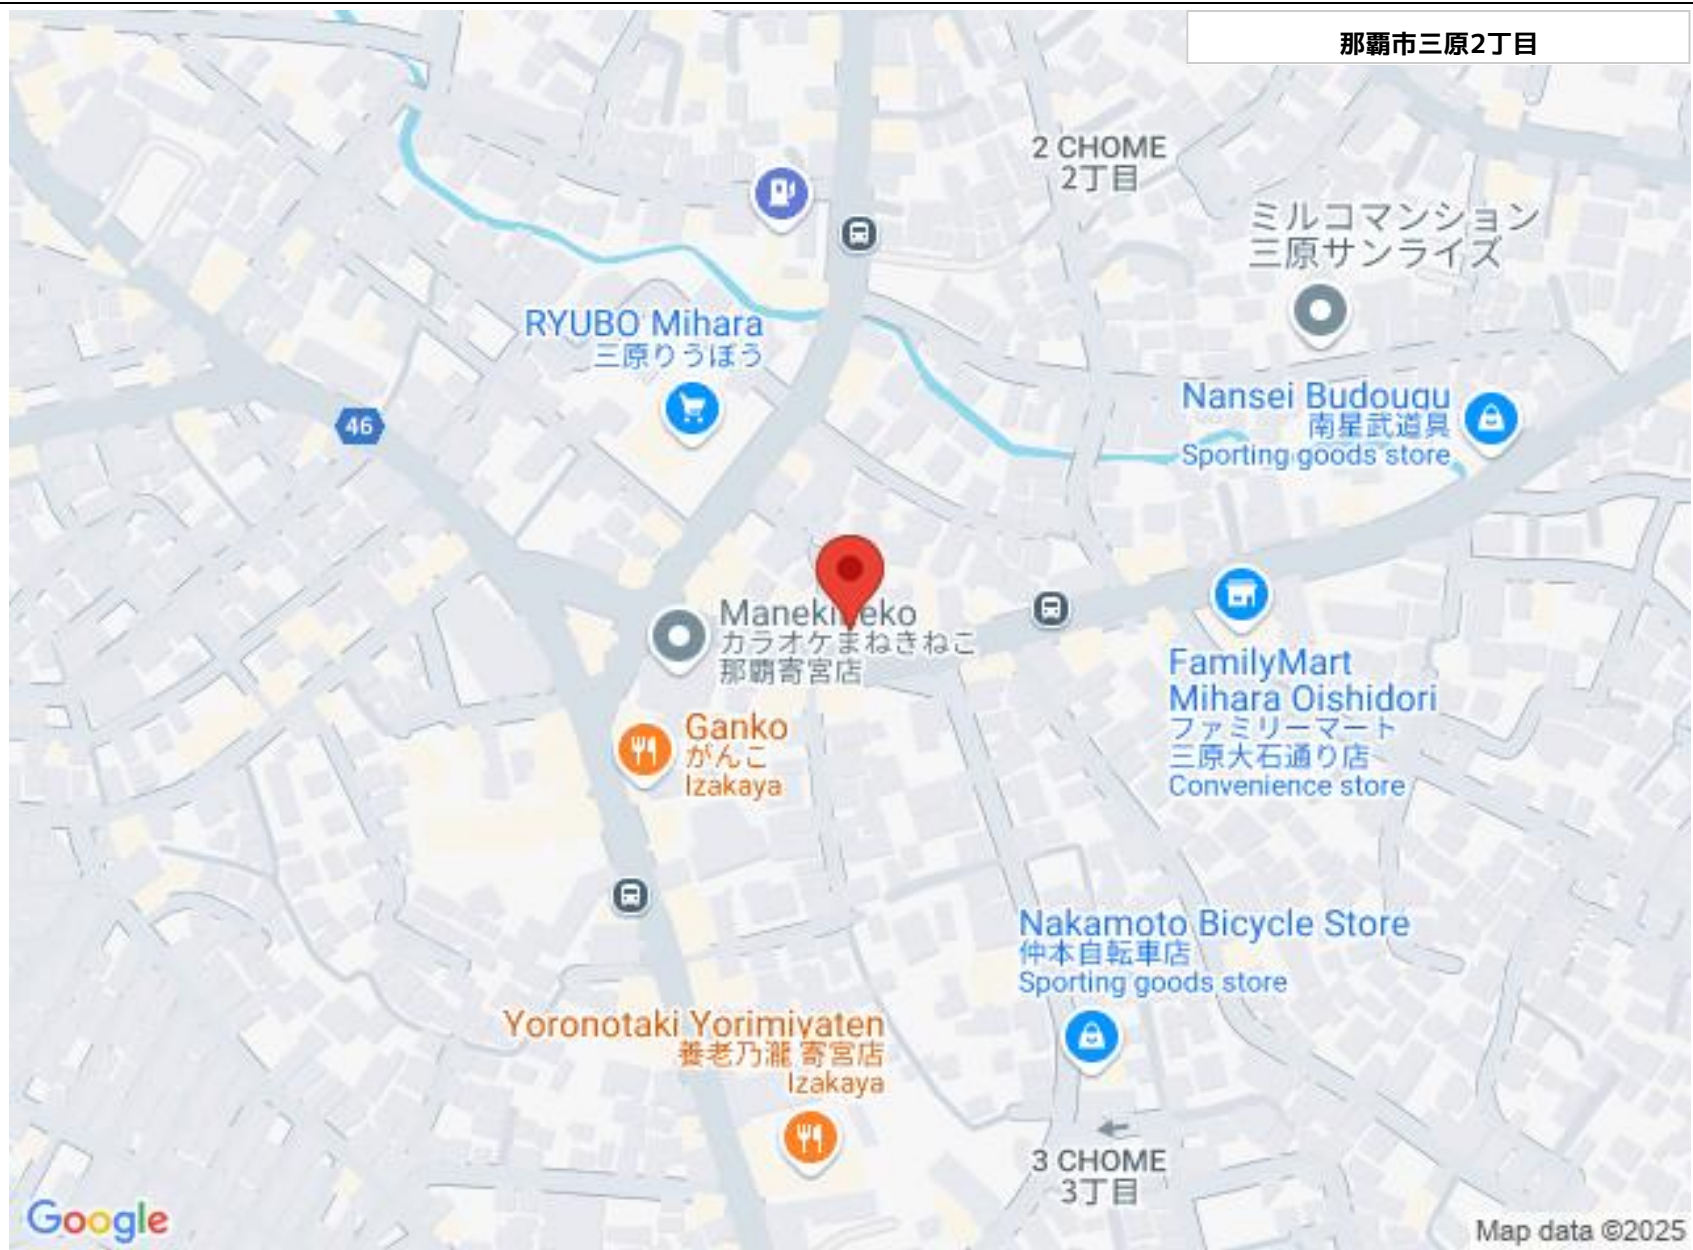 那覇市三原2丁目
2 CHOME
2丁目
ミルコマンション
三原サンライズ
RYUBO Mihara
三原りうぼう
Nansei Budougu
南星武道具
Sporting goods store
46
Manekineko
カラオケまねきねこ
那覇寄宮店
FamilyMart
Mihara Oishidori
ファミリーマート
三原大石通り店
Convenience store
Ganko
がんこ
Izakaya
Nakamoto Bicycle Store
仲本自転車店
Sporting goods store
Yoronotaki Yorimiyaten
養老乃瀧 寄宮店
Izakaya
3 CHOME
3丁目
Google
Map data ©2025